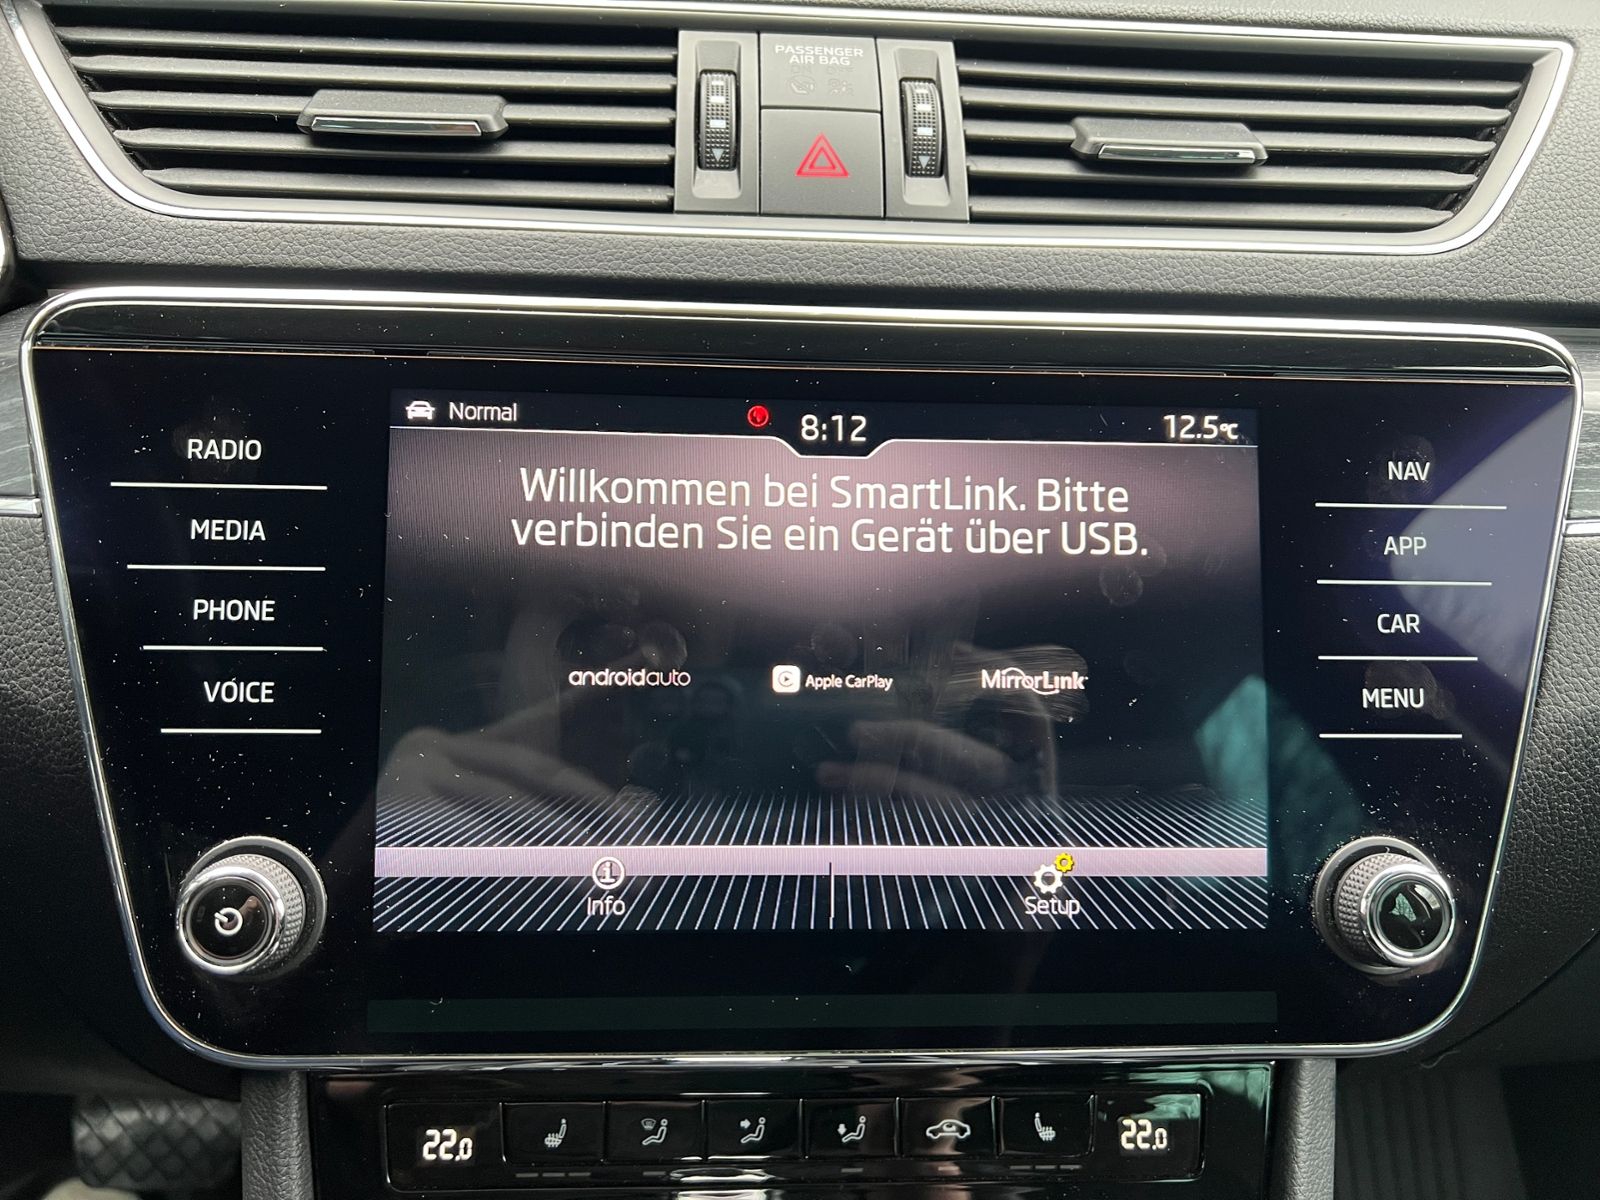 PASSENGER
AIR BAG
Normal
8:12
12.5°C
Willkommen bei SmartLink. Bitte
verbinden Sie ein Gerät über USB.
androidauto
Apple CarPlay
MirrorLink
Info
Setup
RADIO
MEDIA
PHONE
VOICE
NAV
APP
CAR
MENU
22.0
22.0